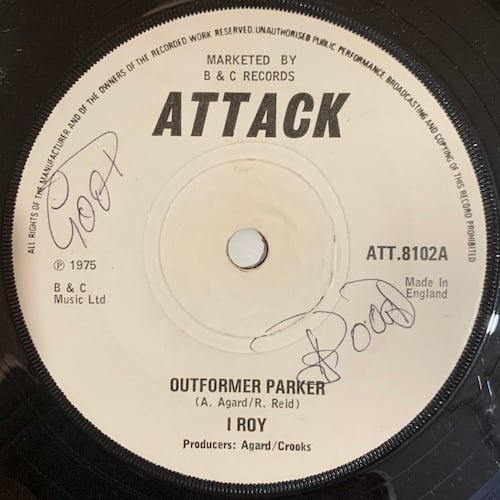 ALL RIGHTS OF THE MANUFACTURER AND OF THE OWNERS OF THE RECORDED WORK RESERVED. UNAUTHORISED PUBLIC PERFORMANCE BROADCASTING AND COPYING OF THIS RECORD PROHIBITED
MARKETED BY
B & C RECORDS
ATTACK
ATT.8102A
℗ 1975
Made in
England
B & C
Music Ltd
OUTFORMER PARKER
(A. Agard/R. Reid)
I ROY
Producers: Agard/Crooks